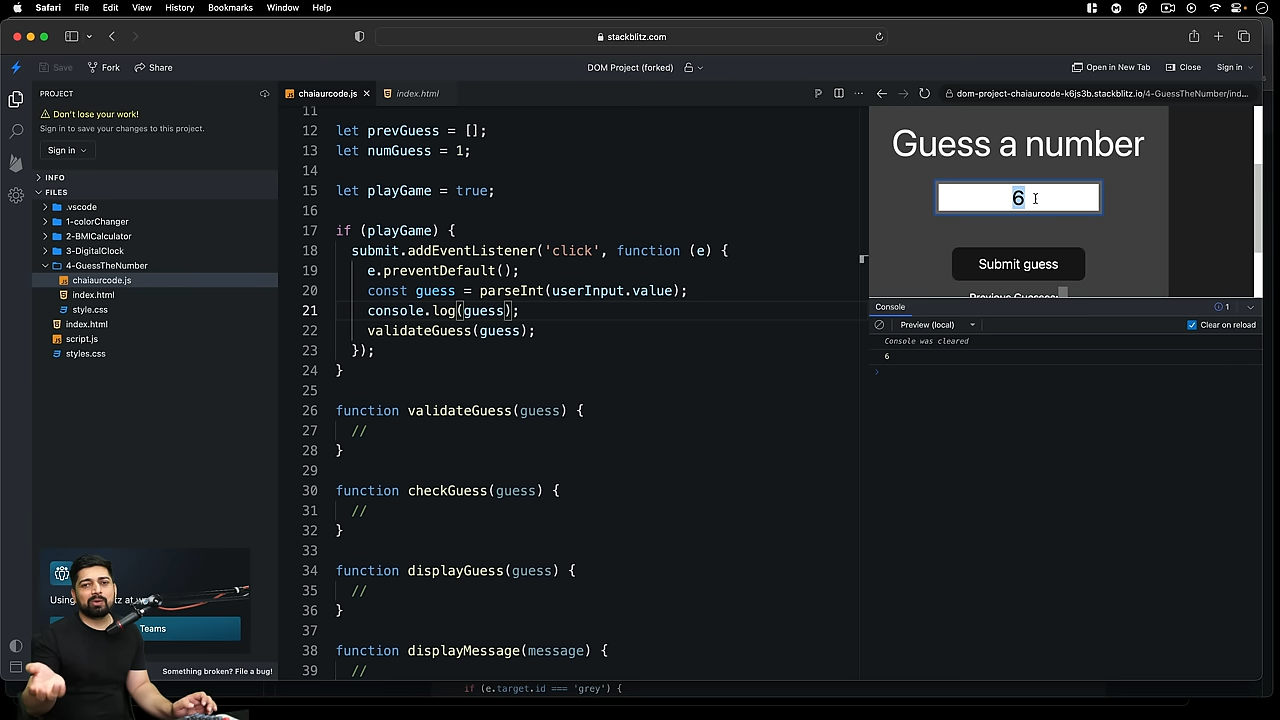 Safari File Edit View History Bookmarks Window Help
stackblitz.com
Save Fork Share DOM Project (forked) Open in New Tab Close Sign in
PROJECT
Don't lose your work!
Sign in to save your changes to this project.
Sign in
INFO
FILES
.vscode
1-colorChanger
2-BMICalculator
3-DigitalClock
4-GuessTheNumber
chaiaurcode.js
index.html
style.css
index.html
script.js
styles.css
Teams
Something broken? File a bug!
chaiaurcode.js index.html
11
12 let prevGuess = [];
13 let numGuess = 1;
14
15 let playGame = true;
16
17 if (playGame) {
18 submit.addEventListener('click', function (e) {
19 e.preventDefault();
20 const guess = parseInt(userInput.value);
21 console.log(guess);
22 validateGuess(guess);
23 });
24 }
25
26 function validateGuess(guess) {
27 //
28 }
29
30 function checkGuess(guess) {
31 //
32 }
33
34 function displayGuess(guess) {
35 //
36 }
37
38 function displayMessage(message) {
39 //
if (e.target.id === 'grey') {
dom-project-chaiaurcode-k6js3b.stackblitz.io/4-GuessTheNumber/ind...
Guess a number
6
Submit guess
Previous Guesses:
Console 1
Preview (local) Clear on reload
Console was cleared
6